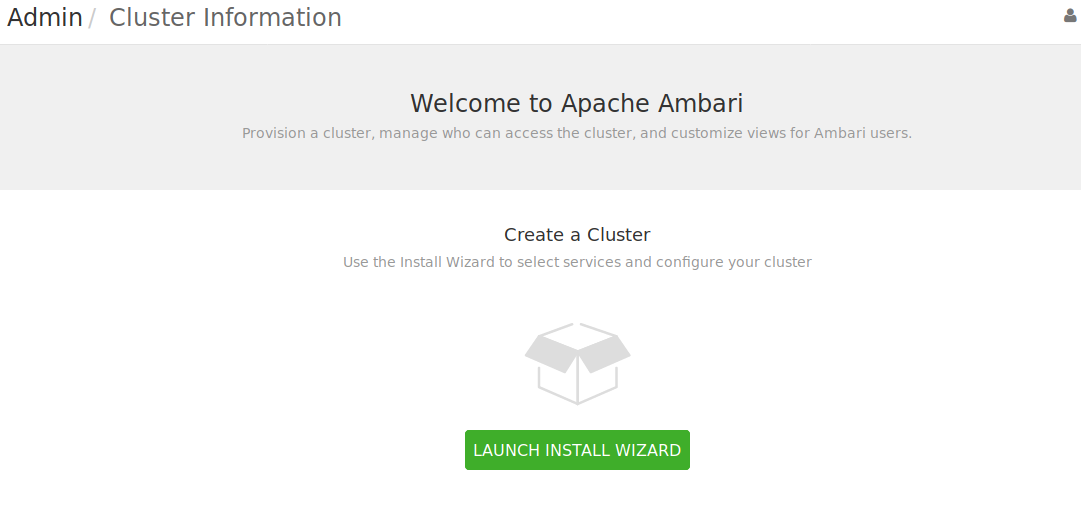 Admin / Cluster Information
Welcome to Apache Ambari
Provision a cluster, manage who can access the cluster, and customize views for Ambari users.
Create a Cluster
Use the Install Wizard to select services and configure your cluster
LAUNCH INSTALL WIZARD